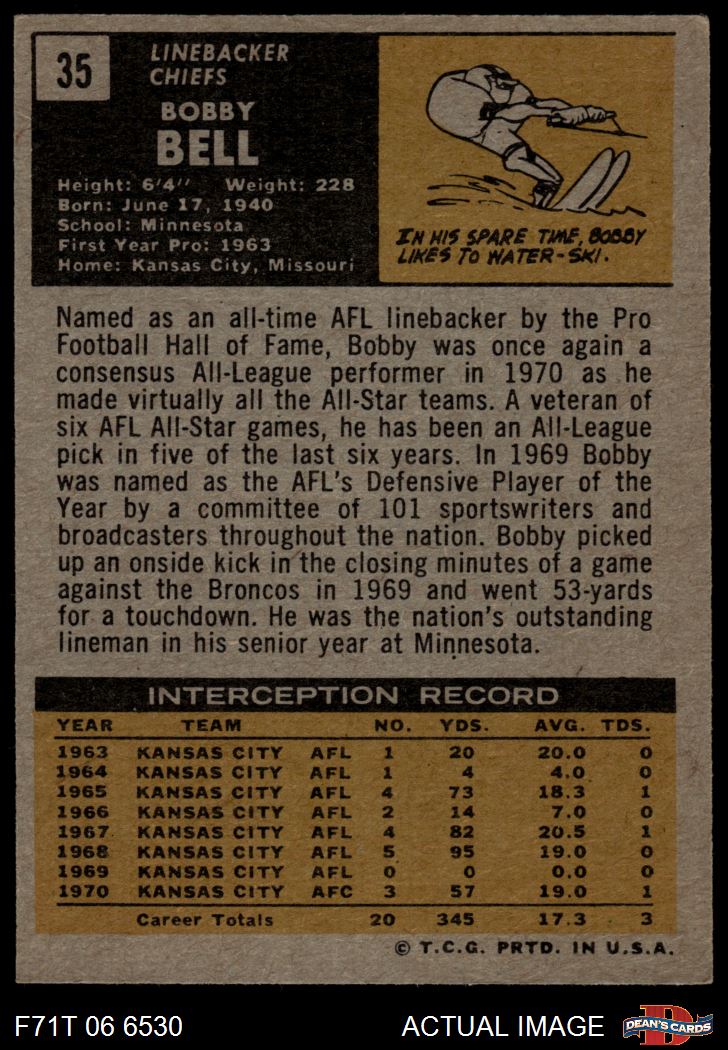 35
LINEBACKER
CHIEFS
BOBBY
BELL
Height: 6'4" Weight: 228
Born: June 17, 1940
School: Minnesota
First Year Pro: 1963
Home: Kansas City, Missouri
IN HIS SPARE TIME, BOBBY
LIKES TO WATER-SKI.
Named as an all-time AFL linebacker by the Pro
Football Hall of Fame, Bobby was once again a
consensus All-League performer in 1970 as he
made virtually all the All-Star teams. A veteran of
six AFL All-Star games, he has been an All-League
pick in five of the last six years. In 1969 Bobby
was named as the AFL's Defensive Player of the
Year by a committee of 101 sportswriters and
broadcasters throughout the nation. Bobby picked
up an onside kick in the closing minutes of a game
against the Broncos in 1969 and went 53-yards
for a touchdown. He was the nation's outstanding
lineman in his senior year at Minnesota.
INTERCEPTION RECORD
YEAR TEAM NO. YDS. AVG. TDS.
1963 KANSAS CITY AFL 1 20 20.0 0
1964 KANSAS CITY AFL 1 4 4.0 0
1965 KANSAS CITY AFL 4 73 18.3 1
1966 KANSAS CITY AFL 2 14 7.0 0
1967 KANSAS CITY AFL 4 82 20.5 1
1968 KANSAS CITY AFL 5 95 19.0 0
1969 KANSAS CITY AFL 0 0 0.0 0
1970 KANSAS CITY AFC 3 57 19.0 1
Career Totals 20 345 17.3 3
© T.C.G. PRTD. IN U.S.A.
F71T 06 6530 ACTUAL IMAGE
D
DEAN'S CARDS